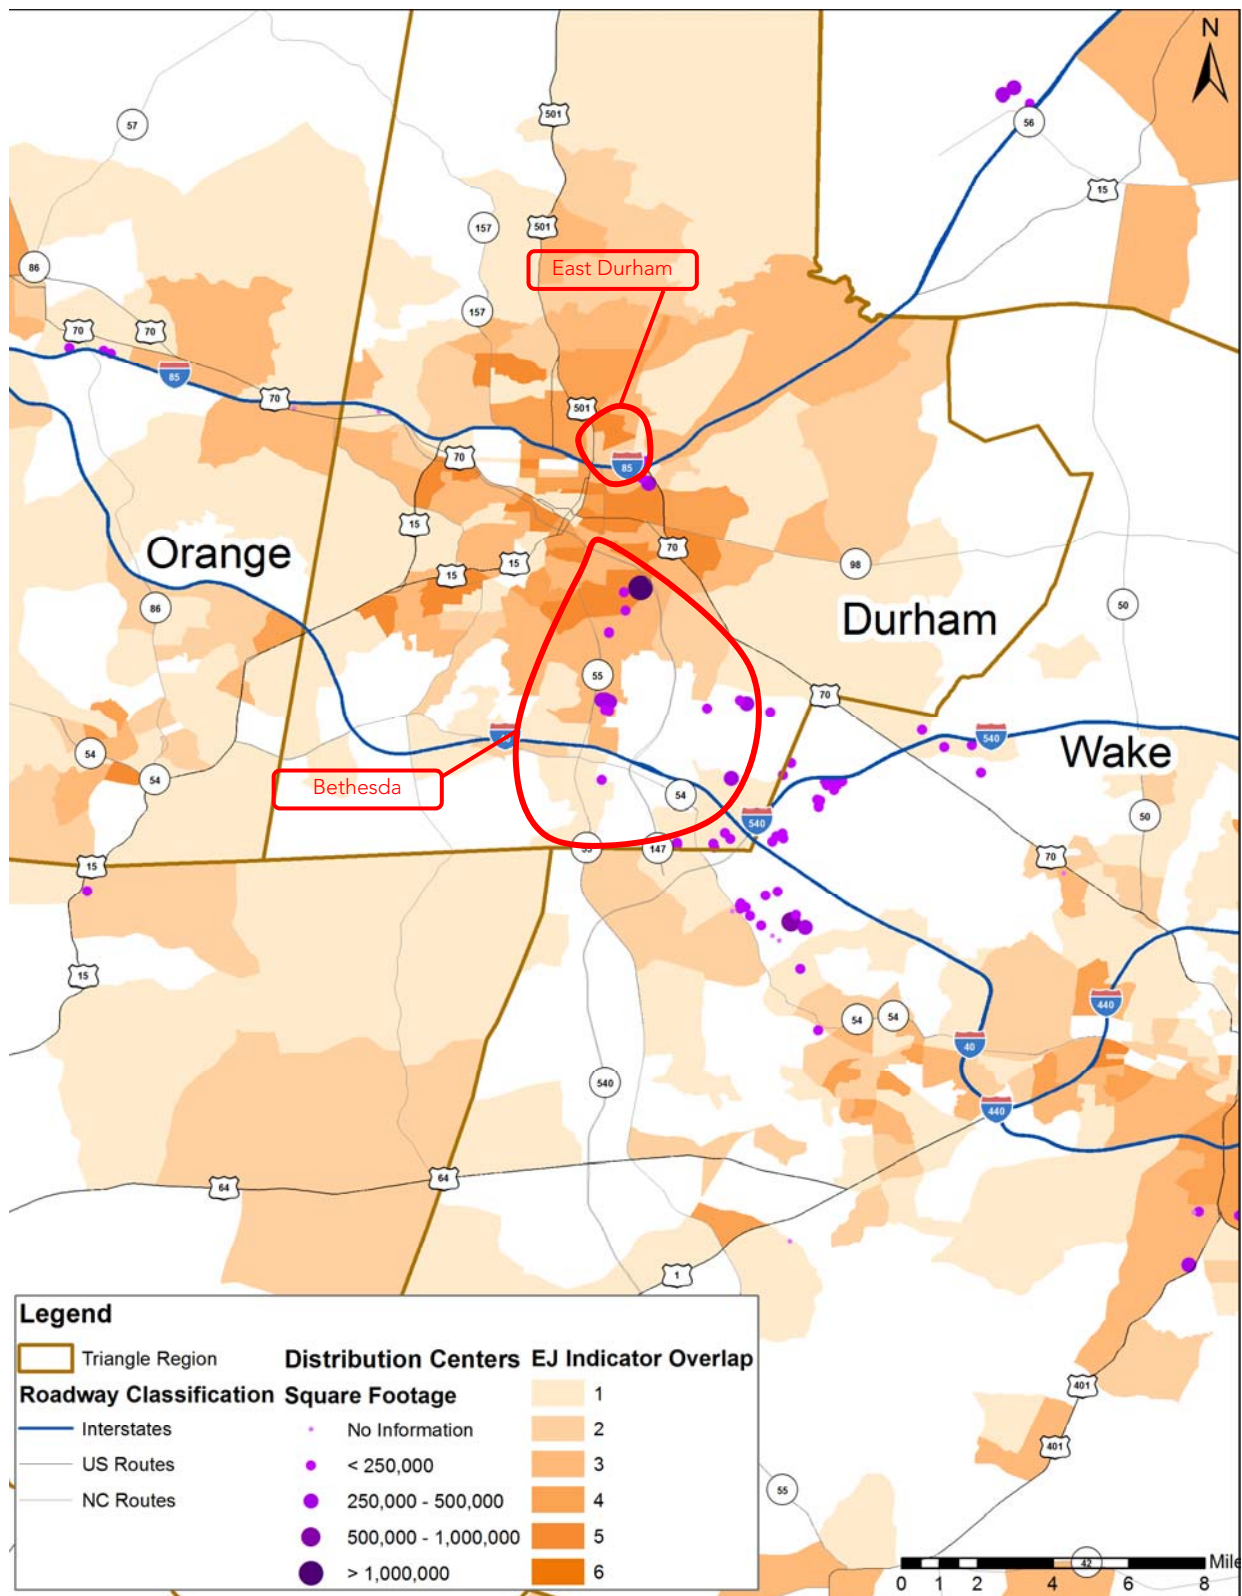 N
57
501
56
15
157
501
86
East Durham
157
70
70
85
70
501
70
85
15
70
98
Orange
15
15
86
50
Durham
55
70
54
54
540
Wake
Bethesda
54
540
50
55
147
70
15
15
54
54
440
40
540
440
64
64
1
401
401
55
42
Legend
Triangle Region
Roadway Classification
Interstates
US Routes
NC Routes
Distribution Centers
Square Footage
No Information
< 250,000
250,000 - 500,000
500,000 - 1,000,000
> 1,000,000
EJ Indicator Overlap
1
2
3
4
5
6
Mile
0 1 2 4 6 8